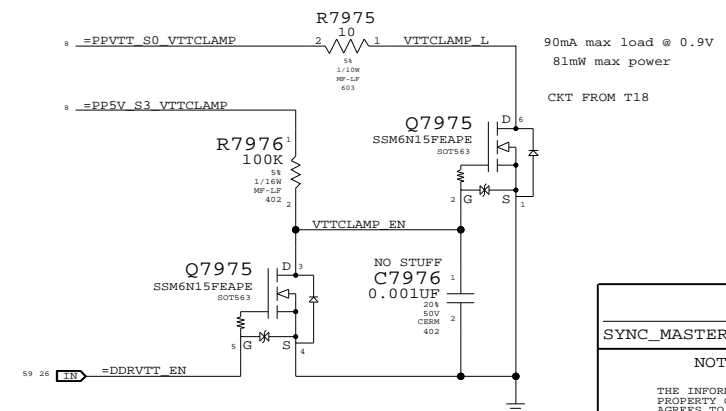 R7975
10
8 =PPVTT_S0_VTTCLAMP
2
1
VTTCLAMP_L
5%
1/10W
MF-LF
603
90mA max load @ 0.9V
81mW max power
CKT FROM T18
8 =PP5V_S3_VTTCLAMP
Q7975
SSM6N15FEAPE
SOT563
D 6
2 G S 1
R7976
100K
5%
1/16W
MF-LF
402
1
2
VTTCLAMP_EN
Q7975
SSM6N15FEAPE
SOT563
D 3
5 G S 4
NO STUFF
C7976
0.001UF
20%
50V
CERM
402
1
2
59 26 IN =DDRVTT_EN
SYNC_MASTER
NOT
THE INFORM
PROPERTY O
AGREES TO